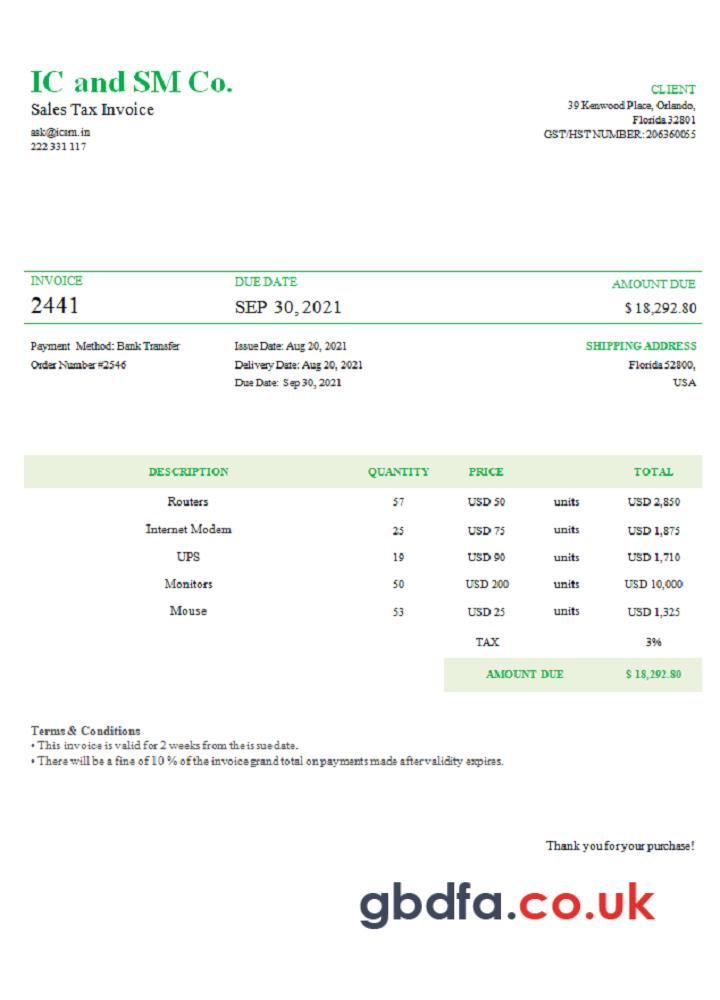 IC and SM Co.
Sales Tax Invoice
ask@icsm.in
222 331 117
CLIENT
39 Kenwood Place, Orlando,
Florida 32801
GST/HST NUMBER: 206360055
INVOICE DUE DATE AMOUNT DUE
2441 SEP 30, 2021 $ 18,292.80
Payment Method: Bank Transfer Issue Date: Aug 20, 2021 SHIPPING ADDRESS
Order Number #2546 Delivery Date: Aug 20, 2021 Florida 52800,
Due Date: Sep 30, 2021 USA
DESCRIPTION QUANTITY PRICE TOTAL
Routers 57 USD 50 units USD 2,850
Internet Modem 25 USD 75 units USD 1,875
UPS 19 USD 90 units USD 1,710
Monitors 50 USD 200 units USD 10,000
Mouse 53 USD 25 units USD 1,325
TAX 3%
AMOUNT DUE $ 18,292.80
Terms & Conditions
• This invoice is valid for 2 weeks from the issue date.
• There will be a fine of 10 % of the invoice grand total on payments made after validity expires.
Thank you for your purchase!
gbdfa.co.uk